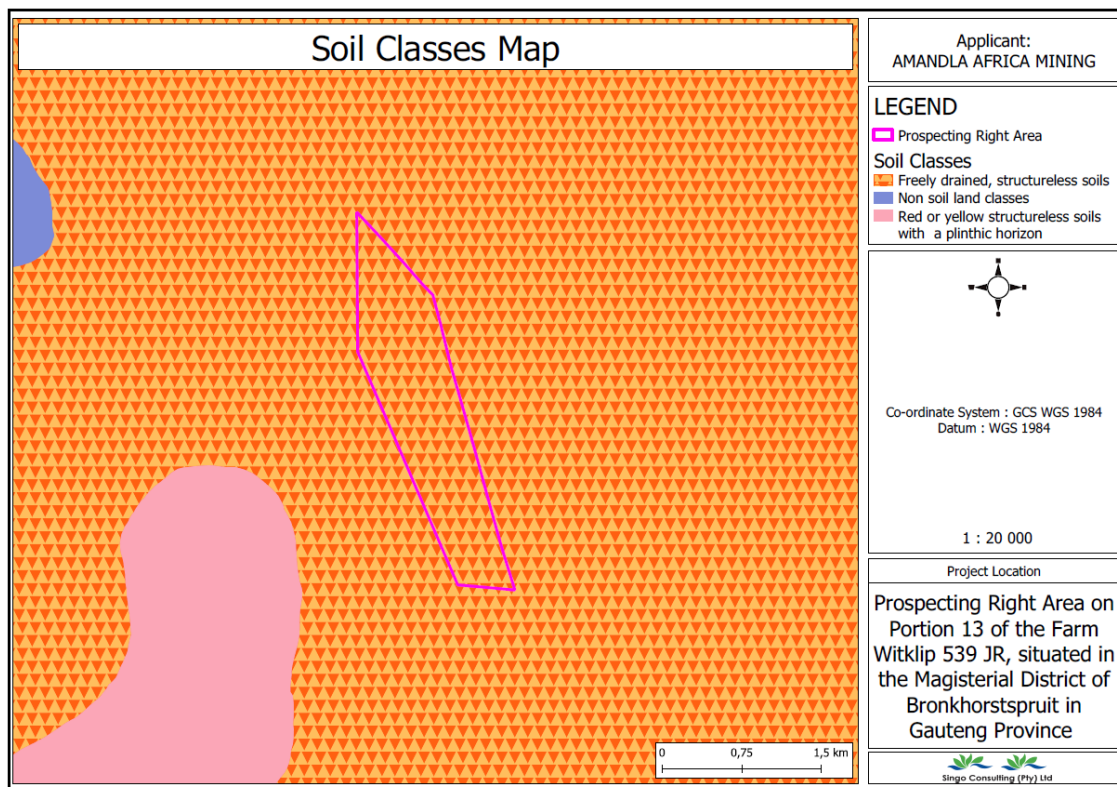 Soil Classes Map
Applicant:
AMANDLA AFRICA MINING
LEGEND
Prospecting Right Area
Soil Classes
Freely drained, structureless soils
Non soil land classes
Red or yellow structureless soils
with a plinthic horizon
Co-ordinate System : GCS WGS 1984
Datum : WGS 1984
1 : 20 000
Project Location
Prospecting Right Area on
Portion 13 of the Farm
Witklip 539 JR, situated in
the Magisterial District of
Bronkhorstspruit in
Gauteng Province
0 0,75 1,5 km
Singo Consulting (Pty) Ltd